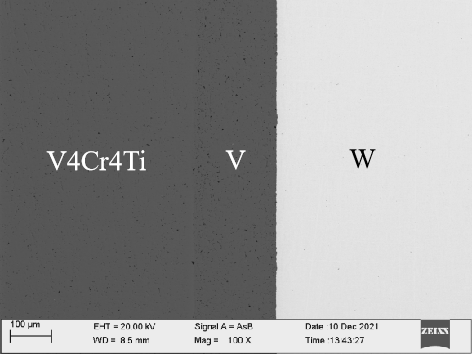 V4Cr4Ti V W
100 µm EHT = 20.00 kV Signal A = AsB Date :10 Dec 2021 ZEISS
WD = 8.5 mm Mag = 100 X Time :13:43:27